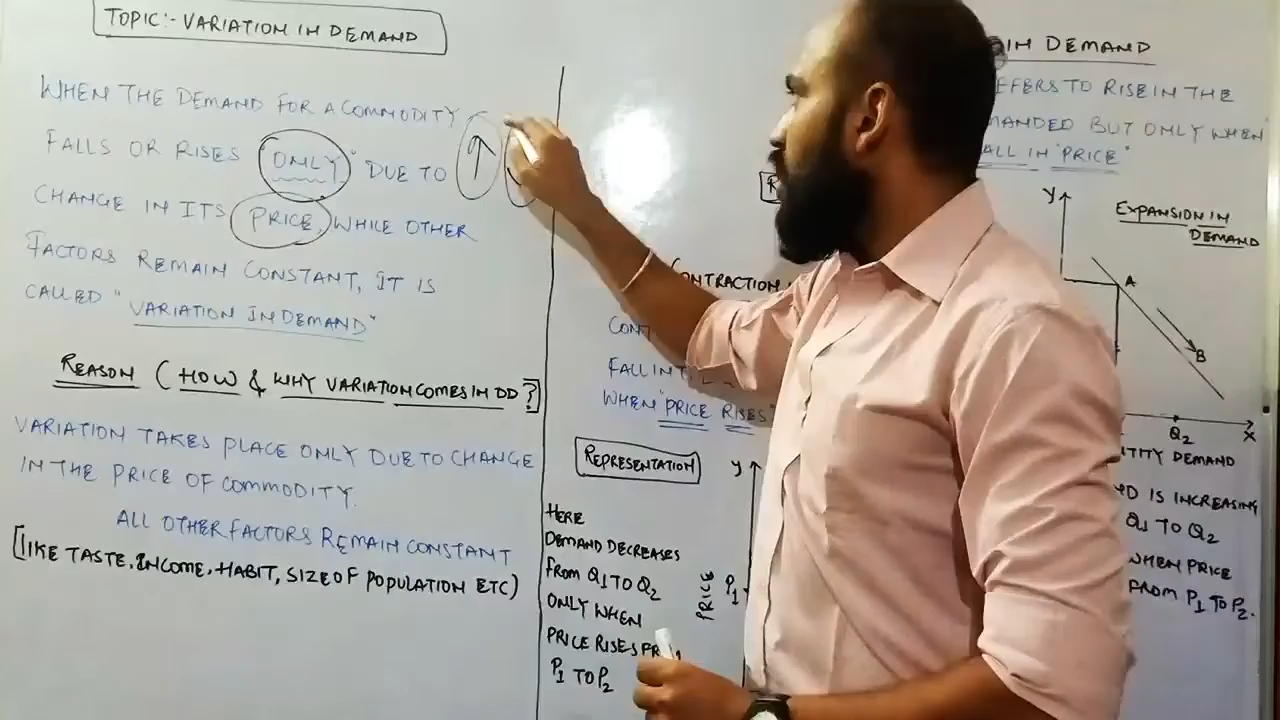 TOPIC:- VARIATION IN DEMAND
WHEN THE DEMAND FOR A COMMODITY
FALLS OR RISES "ONLY" DUE TO
CHANGE IN ITS PRICE, WHILE OTHER
FACTORS REMAIN CONSTANT, IT IS
CALLED "VARIATION IN DEMAND"
REASON (HOW & WHY VARIATION COMES IN DD?
VARIATION TAKES PLACE ONLY DUE TO CHANGE
IN THE PRICE OF COMMODITY.
ALL OTHER FACTORS REMAIN CONSTANT
[LIKE TASTE, INCOME, HABIT, SIZE OF POPULATION ETC)
CONTRACTION
FALL IN
WHEN "PRICE RISES"
REPRESENTATION
HERE
DEMAND DECREASES
FROM Q1 TO Q2
ONLY WHEN
PRICE RISES
P1 TO P2
Y
PRICE
P1
IN DEMAND
REFERS TO RISE IN THE
DEMANDED BUT ONLY WHEN
FALL IN "PRICE"
Y
EXPANSION IN
DEMAND
A
B
Q2
X
QUANTITY DEMAND
IS INCREASING
Q1 TO Q2
WHEN PRICE
FROM P1 TO P2.